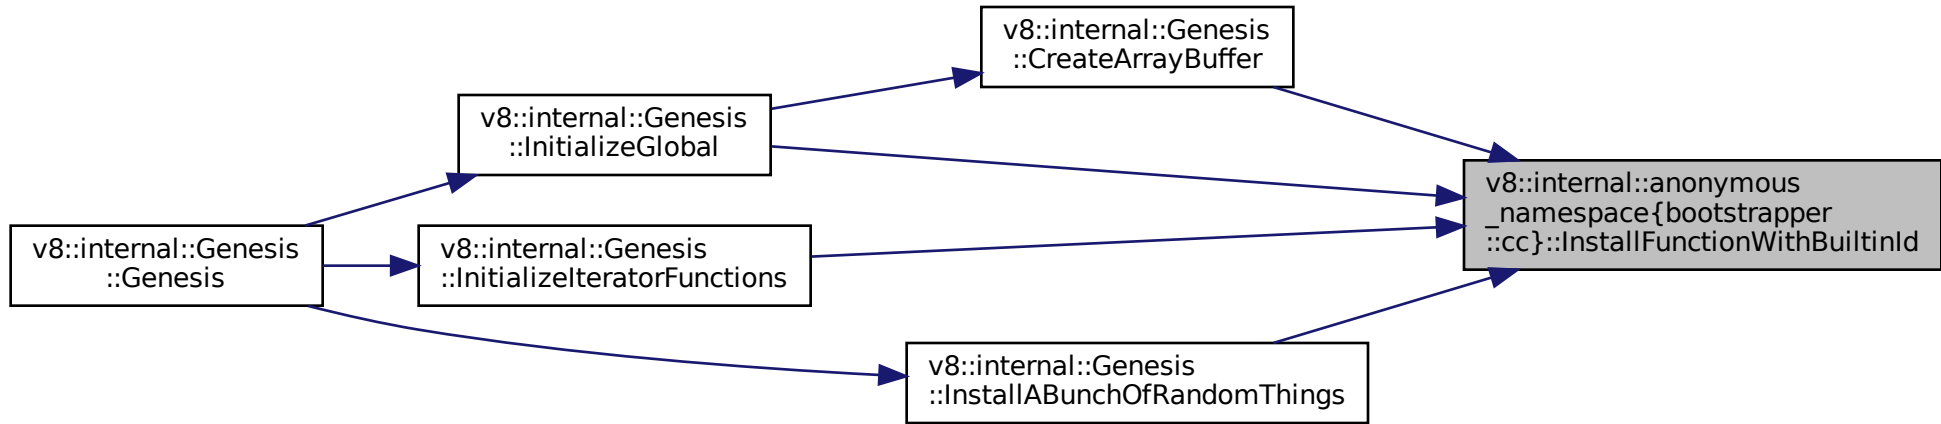 v8::internal::Genesis
::CreateArrayBuffer
v8::internal::Genesis
::InitializeGlobal
v8::internal::anonymous
_namespace{bootstrapper
::cc}::InstallFunctionWithBuiltinId
v8::internal::Genesis
::Genesis
v8::internal::Genesis
::InitializeIteratorFunctions
v8::internal::Genesis
::InstallABunchOfRandomThings